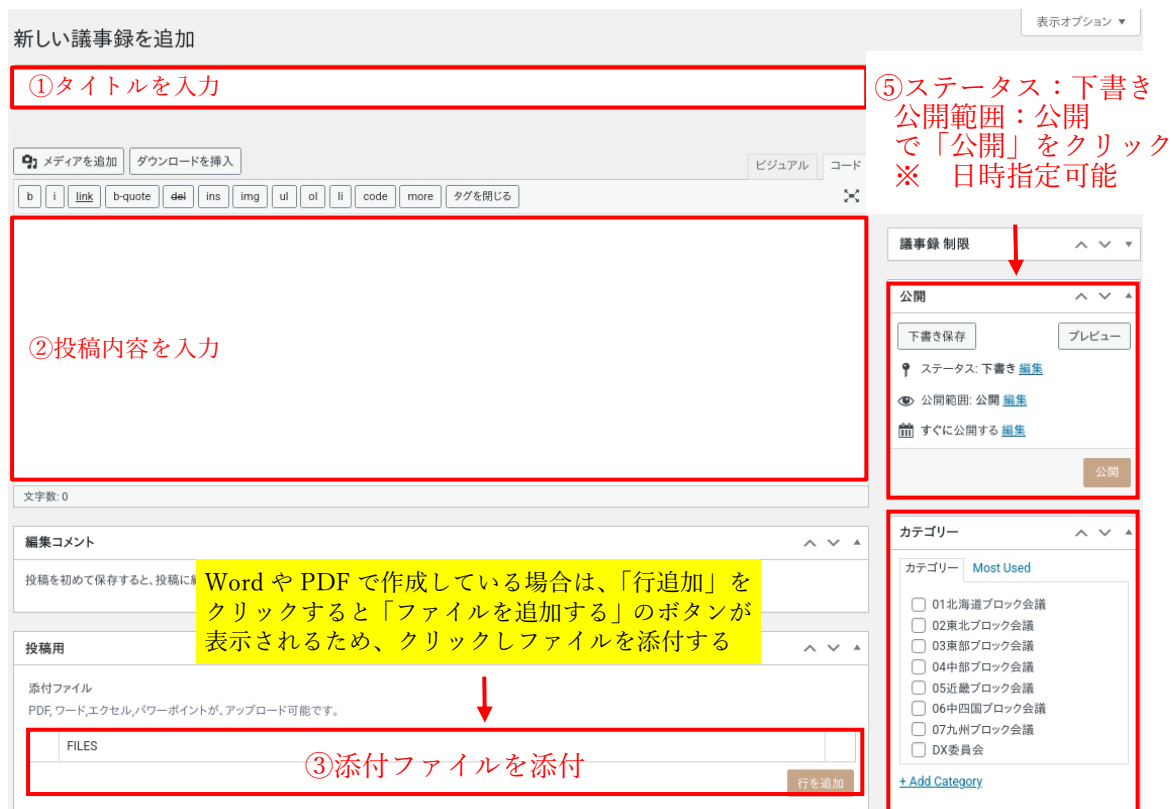 表示オプション ▼
新しい議事録を追加
①タイトルを入力
⑤ステータス：下書き
公開範囲：公開
で「公開」をクリック
※　日時指定可能
メディアを追加 ダウンロードを挿入
ビジュアル コード
b i link b-quote del ins img ul ol li code more タグを閉じる
②投稿内容を入力
文字数: 0
議事録 制限
公開
下書き保存 プレビュー
ステータス: 下書き 編集
公開範囲: 公開 編集
すぐに公開する 編集
公開
編集コメント
投稿を初めて保存すると、投稿に
Word や PDF で作成している場合は、「行追加」を
クリックすると「ファイルを追加する」のボタンが
表示されるため、クリックしファイルを添付する
投稿用
添付ファイル
PDF, ワード,エクセル,パワーポイントが、アップロード可能です。
FILES
③添付ファイルを添付
行を追加
カテゴリー
カテゴリー Most Used
01北海道ブロック会議
02東北ブロック会議
03東部ブロック会議
04中部ブロック会議
05近畿ブロック会議
06中四国ブロック会議
07九州ブロック会議
DX委員会
+ Add Category